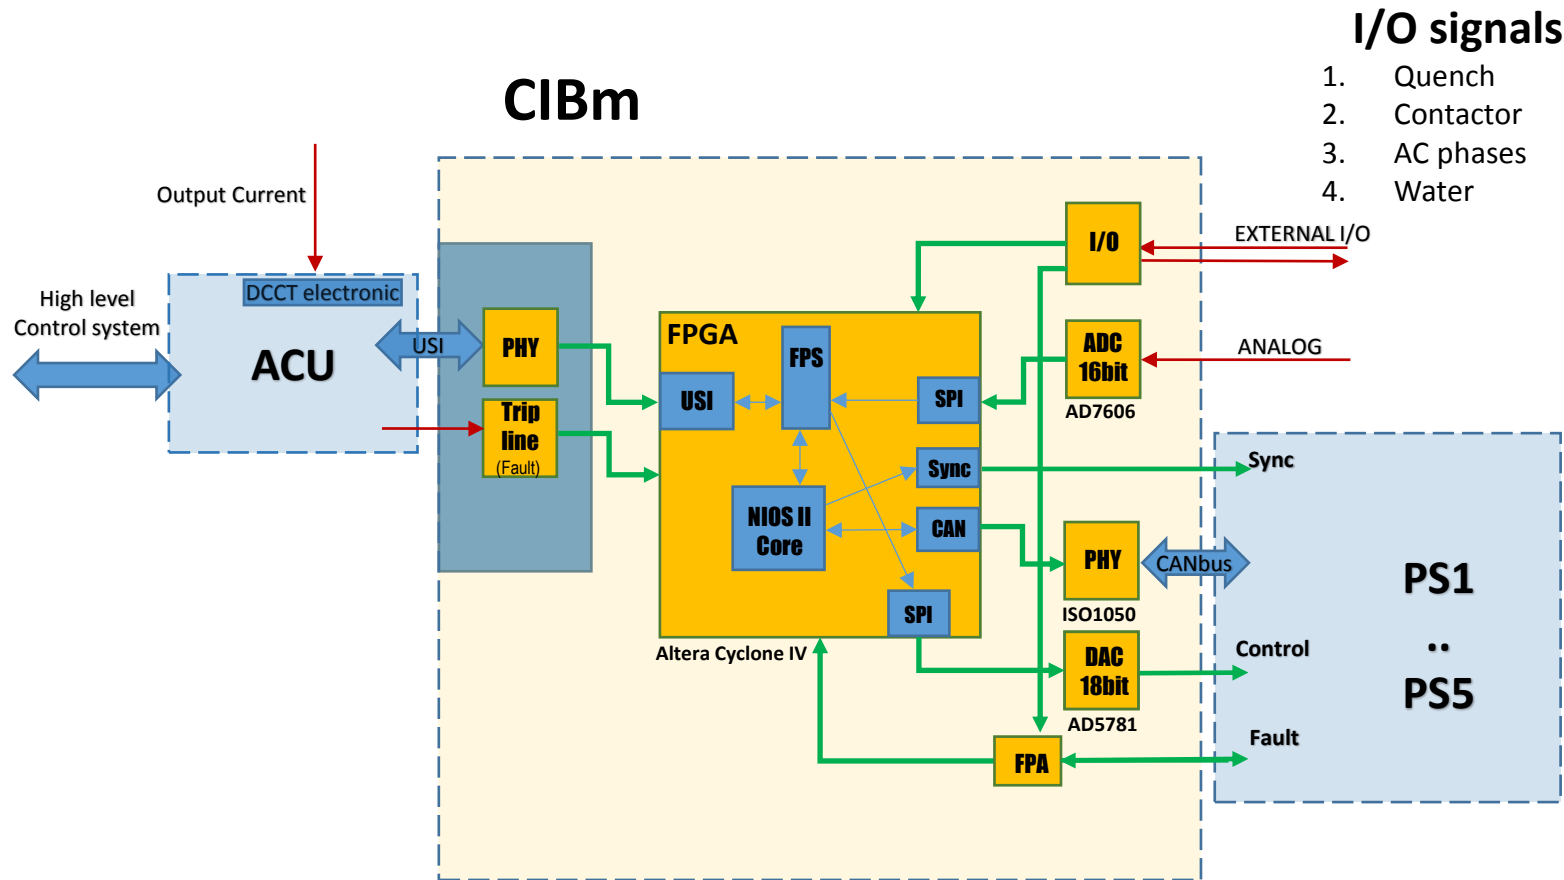 I/O signals
1. Quench
2. Contactor
3. AC phases
4. Water
CIBm
Output Current
High level
Control system
DCCT electronic
ACU
USI
PHY
Trip
line
(Fault)
FPGA
FPS
USI
SPI
Sync
NIOS II
Core
CAN
SPI
Altera Cyclone IV
I/O
EXTERNAL I/O
ADC
16bit
AD7606
ANALOG
PHY
ISO1050
CANbus
DAC
18bit
AD5781
FPA
Sync
Control
Fault
PS1
..
PS5